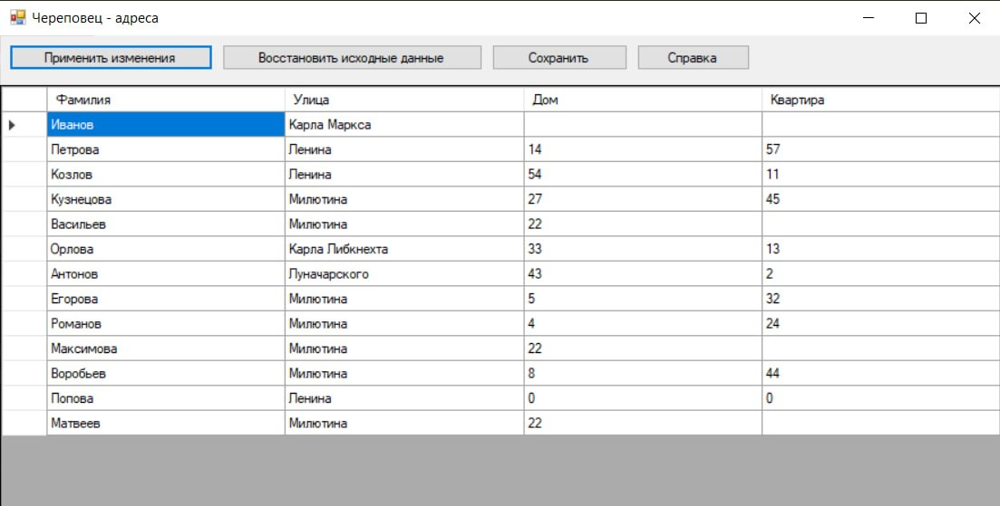 Череповец - адреса
Применить изменения Восстановить исходные данные Сохранить Справка
Фамилия Улица Дом Квартира
Иванов Карла Маркса
Петрова Ленина 14 57
Козлов Ленина 54 11
Кузнецова Милютина 27 45
Васильев Милютина 22
Орлова Карла Либкнехта 33 13
Антонов Луначарского 43 2
Егорова Милютина 5 32
Романов Милютина 4 24
Максимова Милютина 22
Воробьев Милютина 8 44
Попова Ленина 0 0
Матвеев Милютина 22